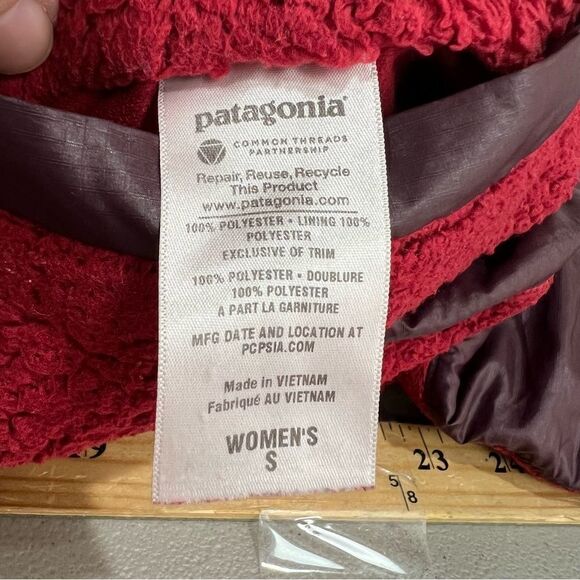 patagonia®
COMMON THREADS
PARTNERSHIP
Repair, Reuse, Recycle
This Product
www.patagonia.com
100% POLYESTER • LINING 100%
POLYESTER
EXCLUSIVE OF TRIM
100% POLYESTER • DOUBLURE
100% POLYESTER
A PART LA GARNITURE
MFG DATE AND LOCATION AT
PCPSIA.COM
Made in VIETNAM
Fabriqué AU VIETNAM
WOMEN'S
S
23
5
8